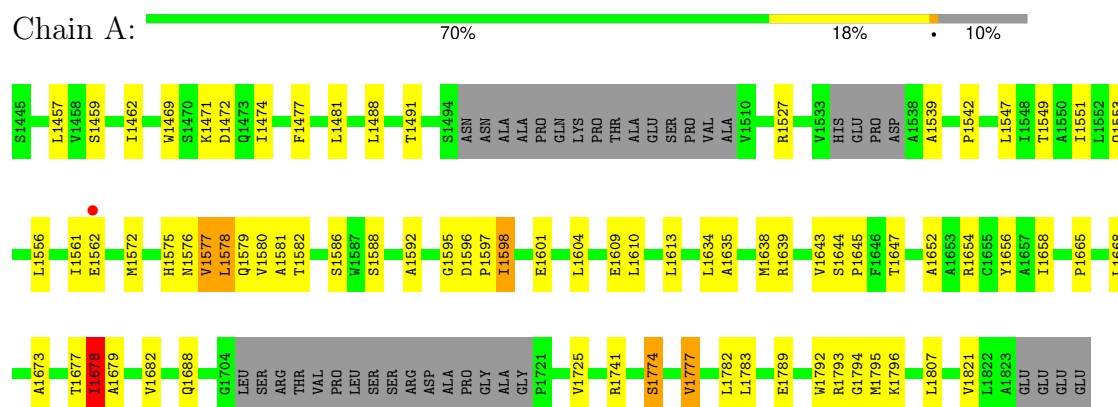 Chain A:
70% 18% • 10%
S1445 L1457 V1458 S1459 I1462 W1469 S1470 K1471 D1472 Q1473 I1474 F1477 L1481 L1488 T1491 S1494 ASN ASN ALA ALA PRO GLN LYS PRO THR ALA GLU SER PRO VAL ALA V1510 R1527 V1533 HIS GLU PRO ASP A1538 A1539 P1542 L1547 I1548 T1549 A1550 I1551 L1552 Q1553
L1556 I1561 E1562 M1572 H1575 N1576 V1577 L1578 Q1579 V1580 A1581 T1582 S1586 W1587 S1588 A1592 G1595 D1596 P1597 I1598 E1601 L1604 E1609 L1610 L1613 L1634 A1635 M1638 R1639 V1643 S1644 P1645 F1646 T1647 A1652 A1653 R1654 C1655 Y1656 A1657 I1658 P1665 L1668
A1673 T1677 I1678 A1679 V1682 Q1688 G1704 LEU SER ARG THR VAL PRO LEU SER SER ARG ASP ALA PRO GLY ALA GLY P1721 V1725 R1741 S1774 V1777 L1782 L1783 E1789 W1792 R1793 G1794 M1795 K1796 L1807 V1821 L1822 A1823 GLU GLU GLU GLU